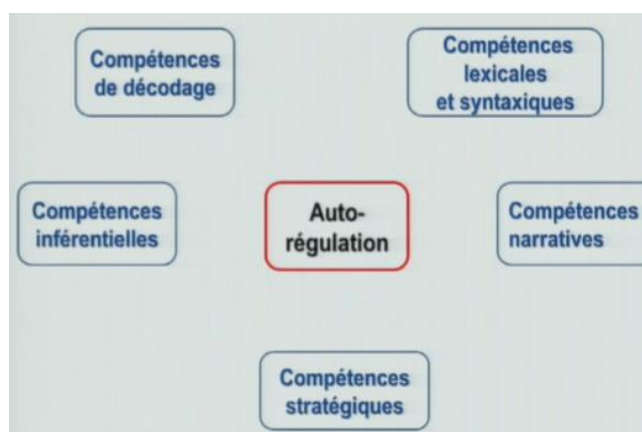 Compétences
de décodage
Compétences
lexicales
et syntaxiques
Compétences
inférentielles
Auto-
régulation
Compétences
narratives
Compétences
stratégiques